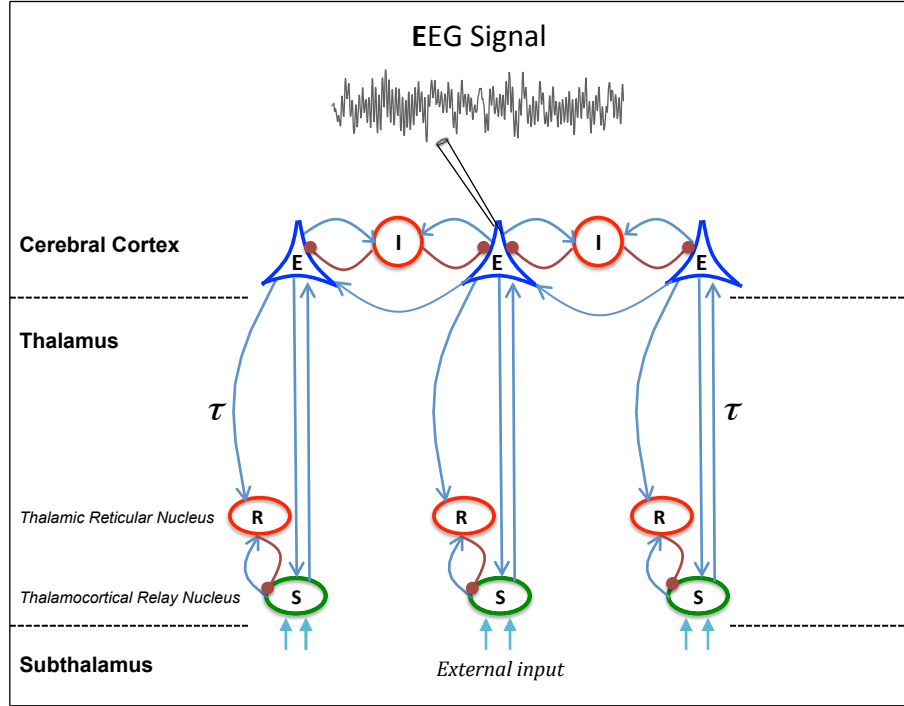 EEG Signal
Cerebral Cortex
I
I
E
E
E
Thalamus
τ
τ
Thalamic Reticular Nucleus
R
R
R
Thalamocortical Relay Nucleus
S
S
S
Subthalamus
External input